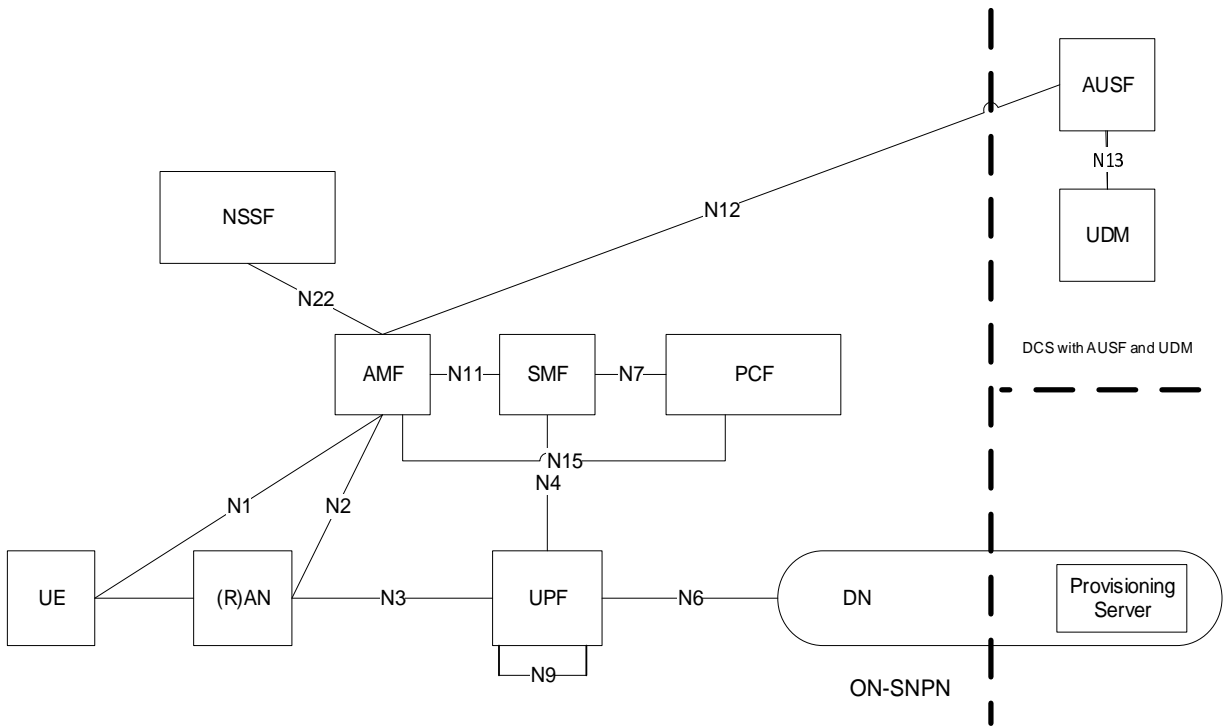 AUSF
N13
N12
NSSF
UDM
N22
DCS with AUSF and UDM
AMF
N11
SMF
N7
PCF
N15
N4
N1
N2
UE
(R)AN
N3
UPF
N6
DN
Provisioning
Server
N9
ON-SNPN